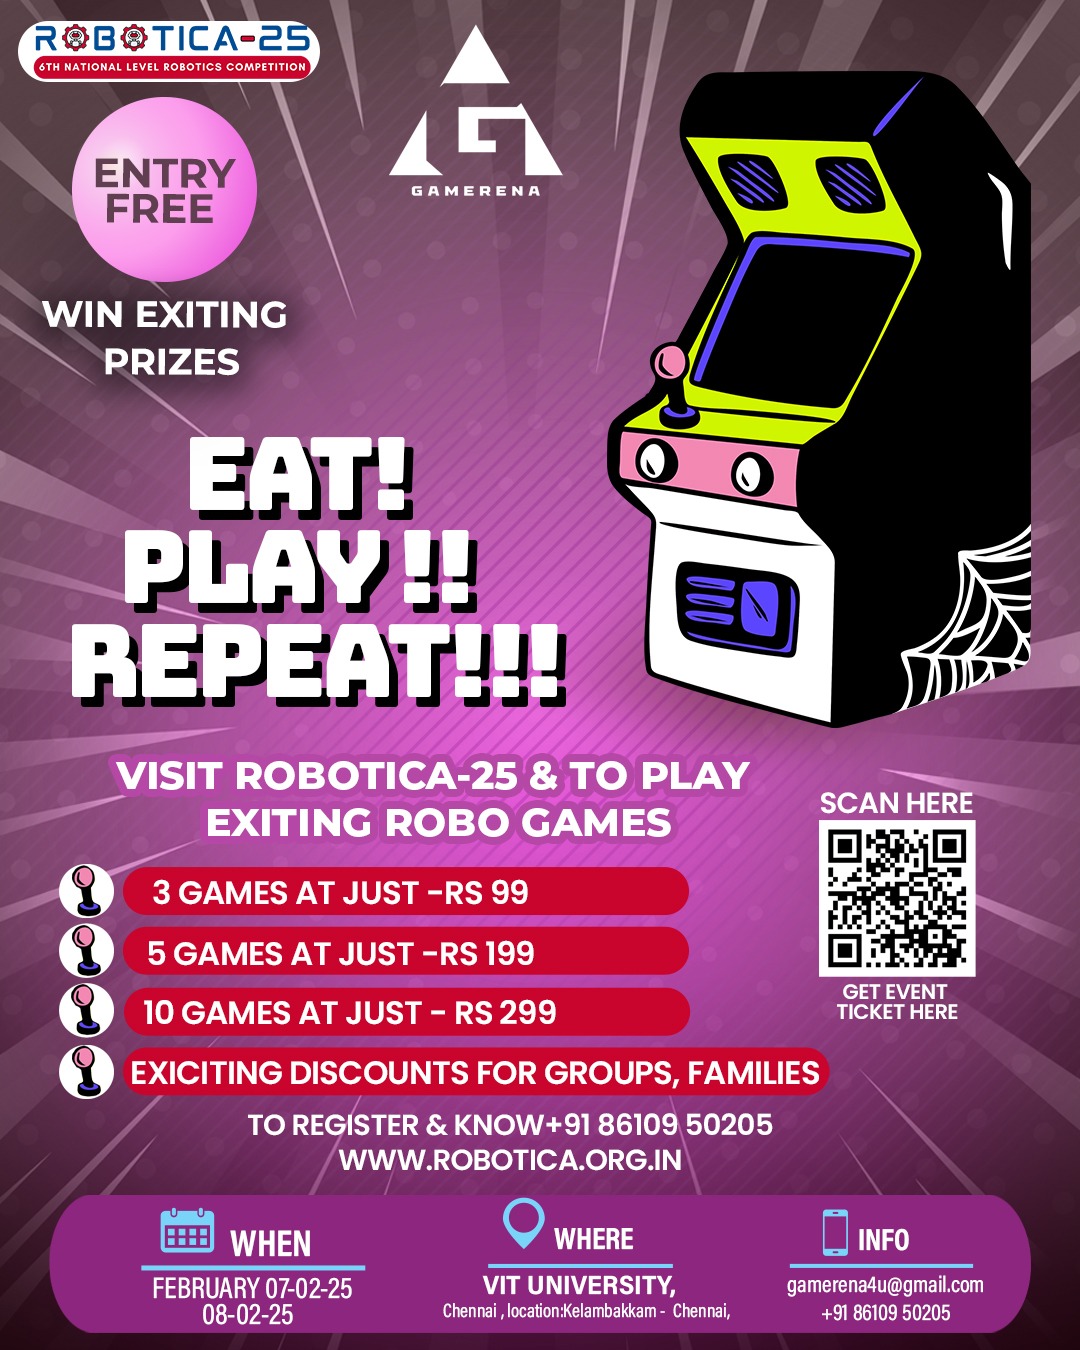 ROBOTICA-25
6TH NATIONAL LEVEL ROBOTICS COMPETITION
GAMERENA
ENTRY
FREE
WIN EXITING
PRIZES
EAT!
PLAY !!
REPEAT!!!
VISIT ROBOTICA-25 & TO PLAY
EXITING ROBO GAMES
3 GAMES AT JUST -RS 99
5 GAMES AT JUST -RS 199
10 GAMES AT JUST - RS 299
EXICITING DISCOUNTS FOR GROUPS, FAMILIES
SCAN HERE
GET EVENT
TICKET HERE
TO REGISTER & KNOW+91 86109 50205
WWW.ROBOTICA.ORG.IN
WHEN
FEBRUARY 07-02-25
08-02-25
WHERE
VIT UNIVERSITY,
Chennai , location:Kelambakkam - Chennai,
INFO
gamerena4u@gmail.com
+91 86109 50205